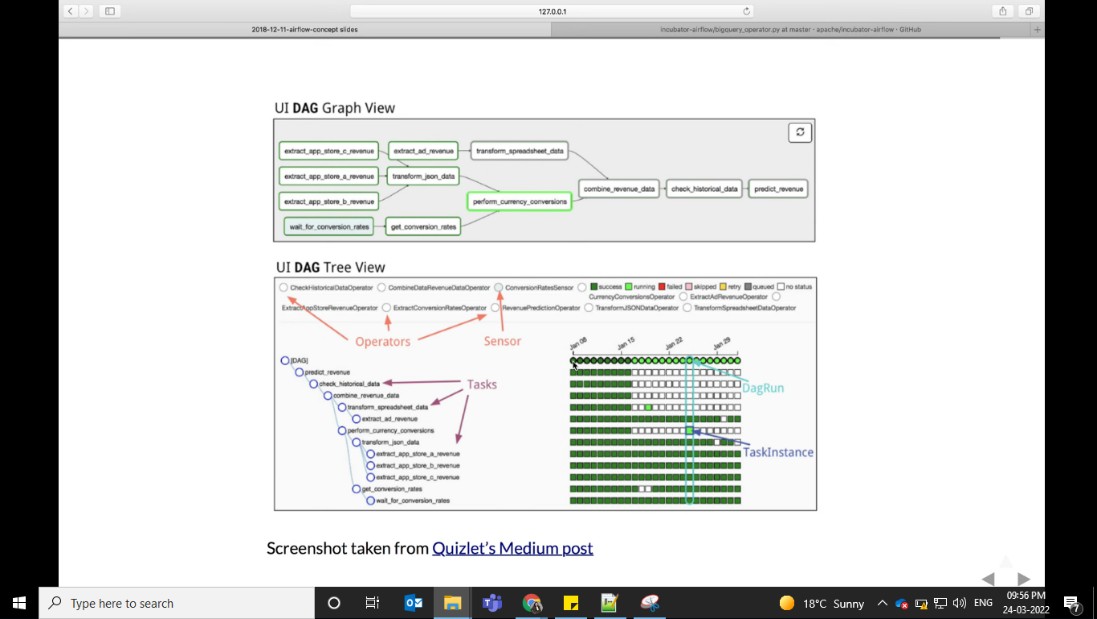 127.0.0.1
2018-12-11-airflow-concept slides
incubator-airflow/bigquery_operator.py at master · apache/incubator-airflow · GitHub
UI DAG Graph View
extract_app_store_c_revenue
extract_ad_revenue
transform_spreadsheet_data
extract_app_store_a_revenue
transform_json_data
combine_revenue_data
check_historical_data
predict_revenue
extract_app_store_b_revenue
perform_currency_conversions
wait_for_conversion_rates
get_conversion_rates
UI DAG Tree View
CheckHistoricalDataOperator
CombineDataRevenueDataOperator
ConversionRatesSensor
success
running
failed
skipped
retry
queued
no status
CurrencyConversionsOperator
ExtractAdRevenueOperator
ExtractAppStoreRevenueOperator
ExtractConversionRatesOperator
RevenuePredictionOperator
TransformJSONDataOperator
TransformSpreadsheetDataOperator
Operators
Sensor
Jan 08
Jan 15
Jan 22
Jan 29
[DAG]
predict_revenue
check_historical_data
Tasks
DagRun
combine_revenue_data
transform_spreadsheet_data
extract_ad_revenue
perform_currency_conversions
transform_json_data
TaskInstance
extract_app_store_a_revenue
extract_app_store_b_revenue
extract_app_store_c_revenue
get_conversion_rates
wait_for_conversion_rates
Screenshot taken from Quizlet's Medium post
Type here to search
18°C Sunny
ENG
09:56 PM
24-03-2022
7